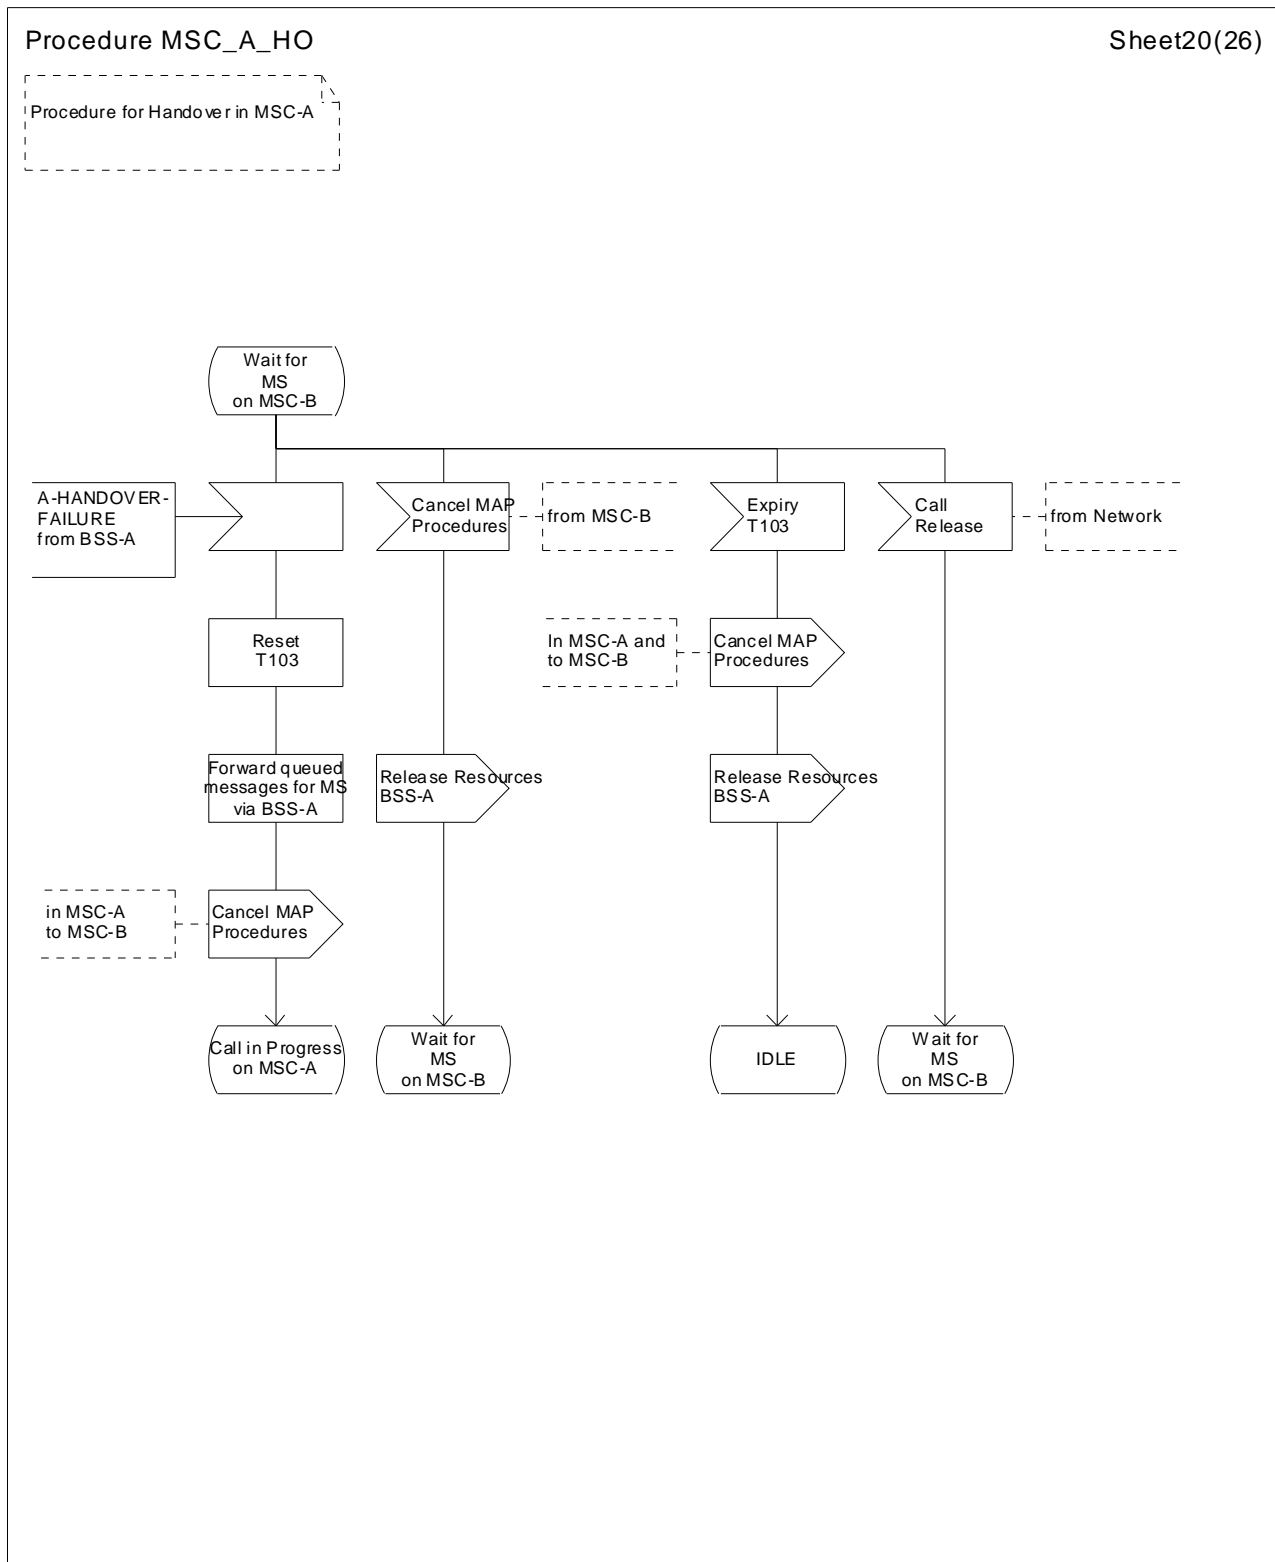 Procedure MSC_A_HO
Sheet20(26)
Procedure for Handover in MSC-A
Wait for
MS
on MSC-B
A-HANDOVER-
FAILURE
from BSS-A
Cancel MAP
Procedures
from MSC-B
Expiry
T103
Call
Release
from Network
Reset
T103
In MSC-A and
to MSC-B
Cancel MAP
Procedures
Forward queued
messages for MS
via BSS-A
Release Resources
BSS-A
Release Resources
BSS-A
in MSC-A
to MSC-B
Cancel MAP
Procedures
Call in Progress
on MSC-A
Wait for
MS
on MSC-B
IDLE
Wait for
MS
on MSC-B